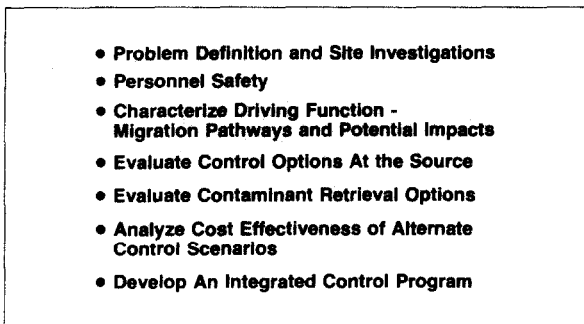 • Problem Definition and Site Investigations
• Personnel Safety
• Characterize Driving Function -
Migration Pathways and Potential Impacts
• Evaluate Control Options At the Source
• Evaluate Contaminant Retrieval Options
• Analyze Cost Effectiveness of Alternate
Control Scenarios
• Develop An Integrated Control Program